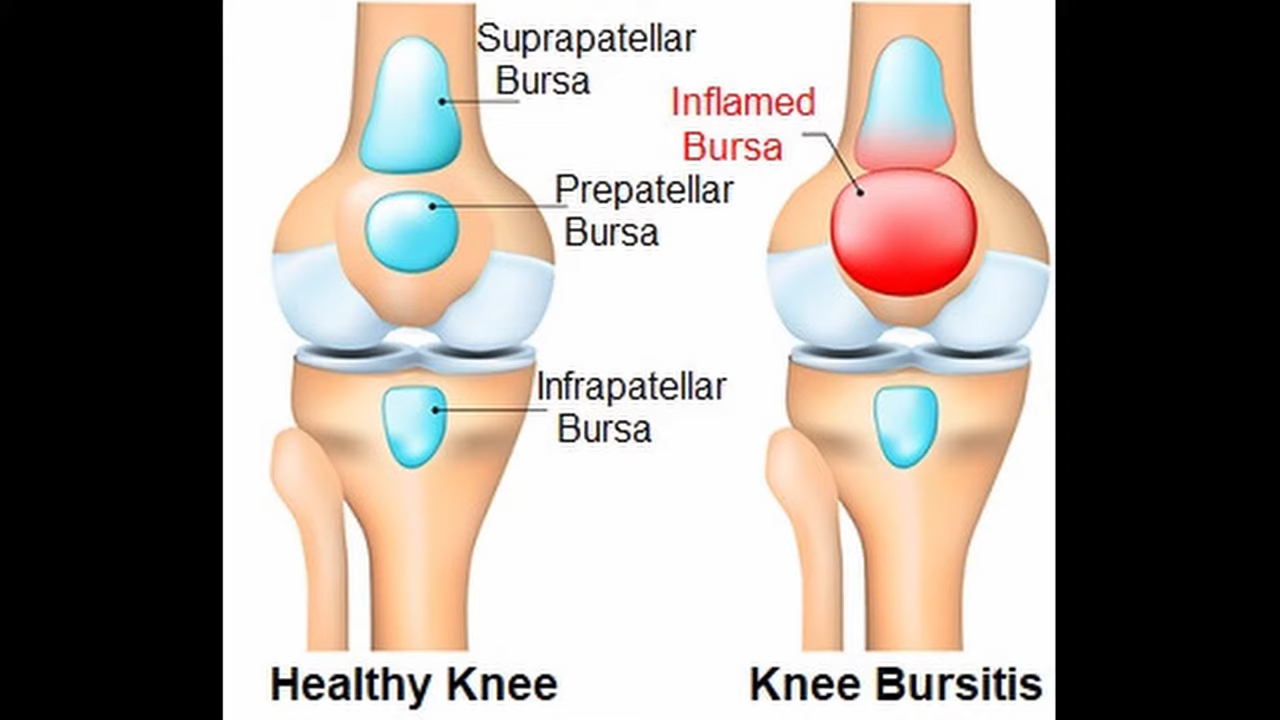 Suprapatellar
Bursa
Inflamed
Bursa
Prepatellar
Bursa
Infrapatellar
Bursa
Healthy Knee
Knee Bursitis